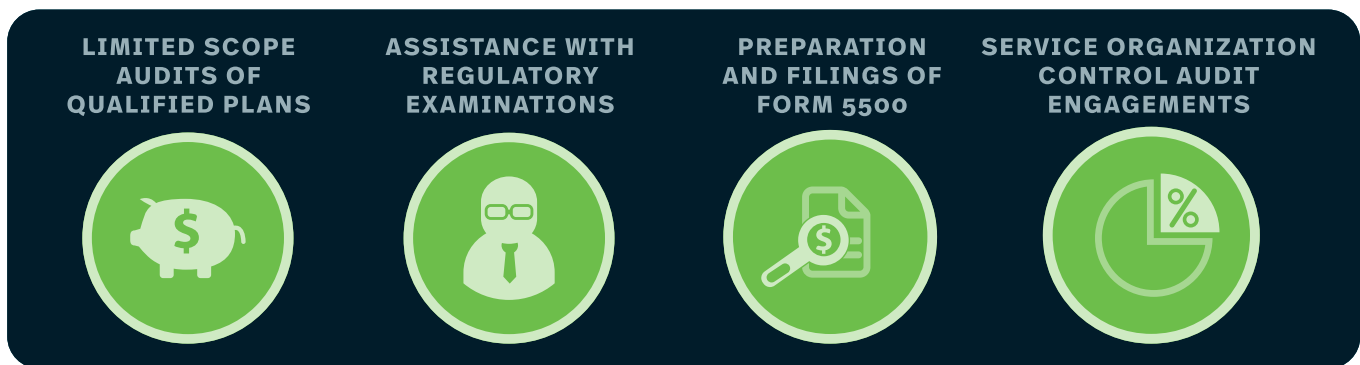 LIMITED SCOPE
AUDITS OF
QUALIFIED PLANS
$
ASSISTANCE WITH
REGULATORY
EXAMINATIONS
PREPARATION
AND FILINGS OF
FORM 5500
$
SERVICE ORGANIZATION
CONTROL AUDIT
ENGAGEMENTS
%